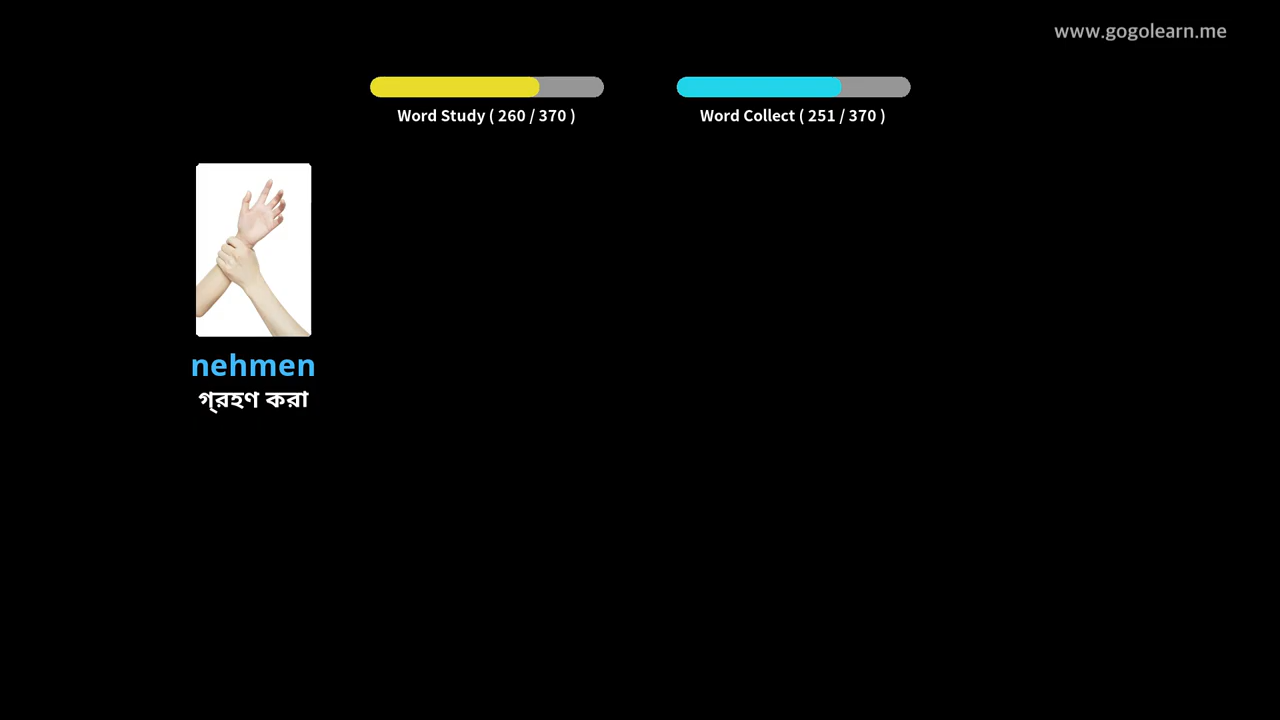 www.gogolearn.me
Word Study ( 260 / 370 )
Word Collect ( 251 / 370 )
nehmen
গ্রহণ করা